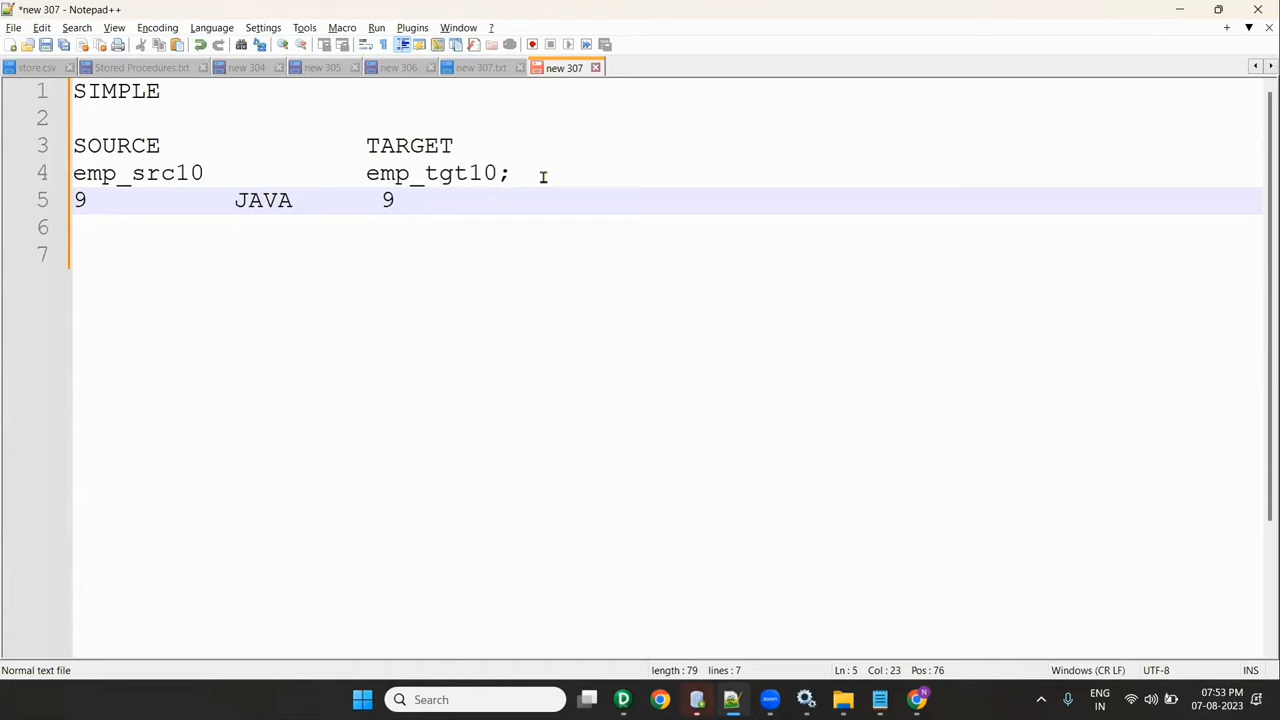 *new 307 - Notepad++
File Edit Search View Encoding Language Settings Tools Macro Run Plugins Window ?
store.csv Stored Procedures.txt new 304 new 305 new 306 new 307.txt new 307
1 SIMPLE
2
3 SOURCE TARGET
4 emp_src10 emp_tgt10;
5 9 JAVA 9
6
7
Normal text file length : 79 lines : 7 Ln : 5 Col : 23 Pos : 76 Windows (CR LF) UTF-8 INS
Search ENG 07:53 PM
IN 07-08-2023